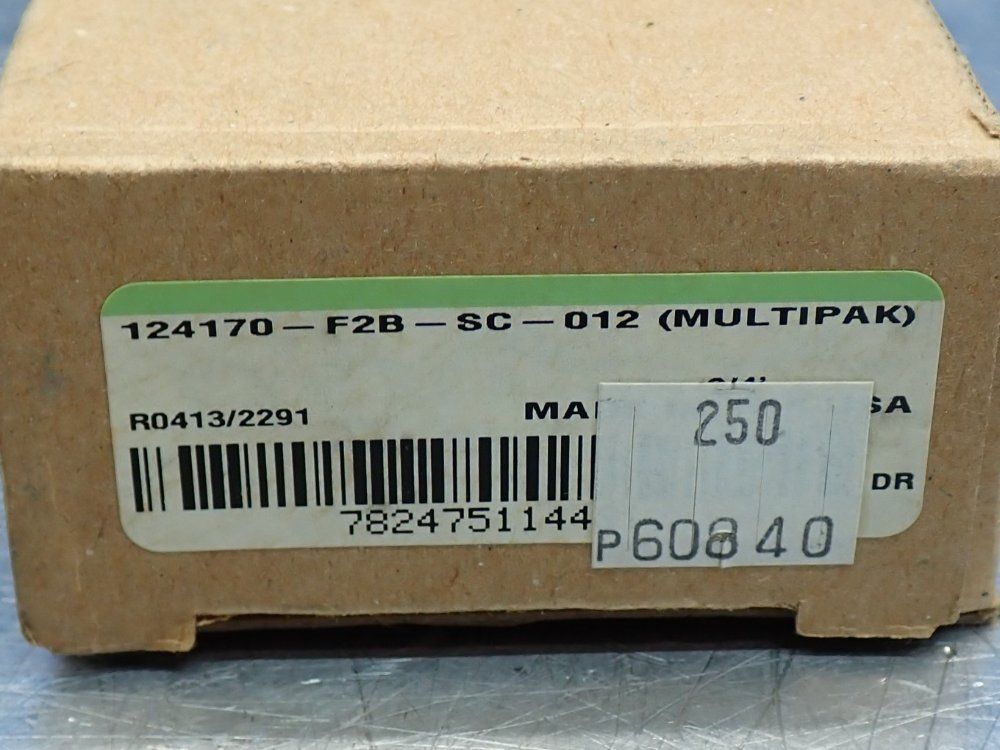 124170-F2B-SC-012 (MULTIPAK)
R0413/2291
250
DR
7824751144
P60840